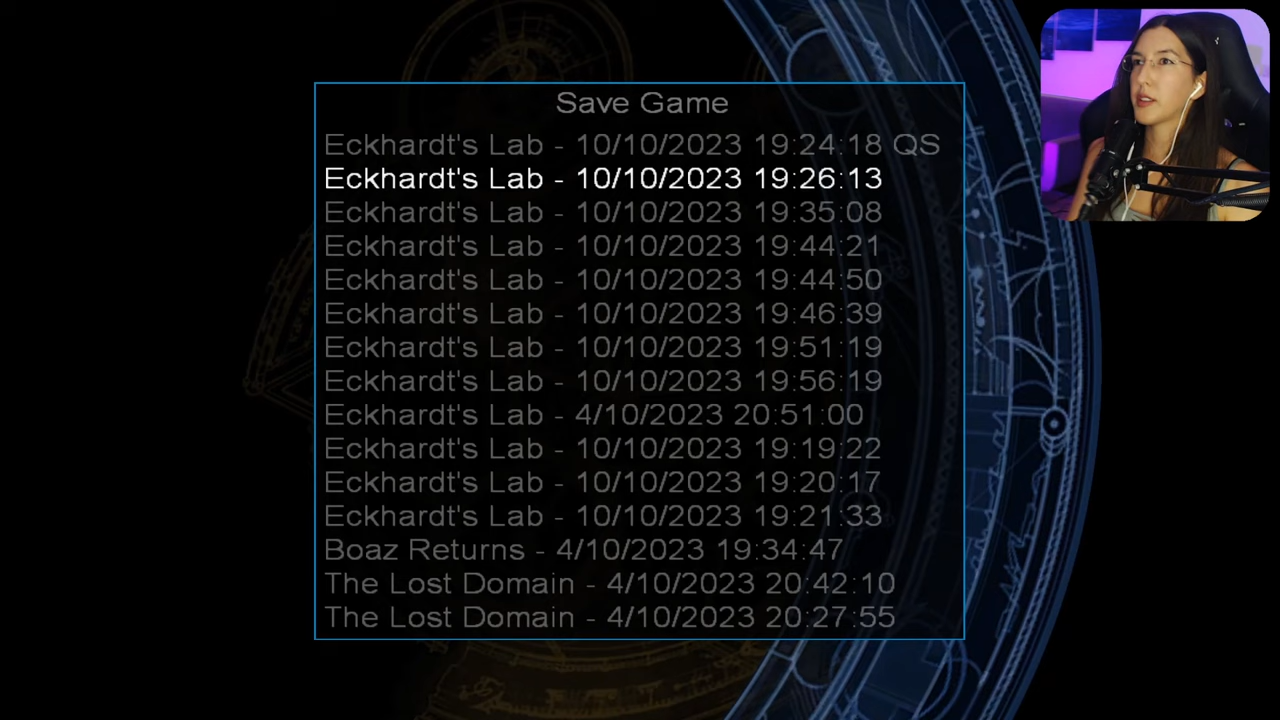 Save Game
Eckhardt's Lab - 10/10/2023 19:24:18 QS
Eckhardt's Lab - 10/10/2023 19:26:13
Eckhardt's Lab - 10/10/2023 19:35:08
Eckhardt's Lab - 10/10/2023 19:44:21
Eckhardt's Lab - 10/10/2023 19:44:50
Eckhardt's Lab - 10/10/2023 19:46:39
Eckhardt's Lab - 10/10/2023 19:51:19
Eckhardt's Lab - 10/10/2023 19:56:19
Eckhardt's Lab - 4/10/2023 20:51:00
Eckhardt's Lab - 10/10/2023 19:19:22
Eckhardt's Lab - 10/10/2023 19:20:17
Eckhardt's Lab - 10/10/2023 19:21:33
Boaz Returns - 4/10/2023 19:34:47
The Lost Domain - 4/10/2023 20:42:10
The Lost Domain - 4/10/2023 20:27:55